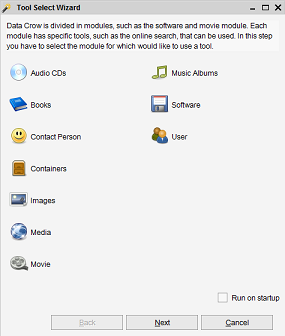 Tool Select Wizard
Data Crow is divided in modules, such as the software and movie module. Each
module has specific tools, such as the online search, that can be used. In this step
you have to select the module for which would like to use a tool.
Audio CDs
Music Albums
Books
Software
Contact Person
User
Containers
Images
Media
Movie
Run on startup
Back
Next
Cancel